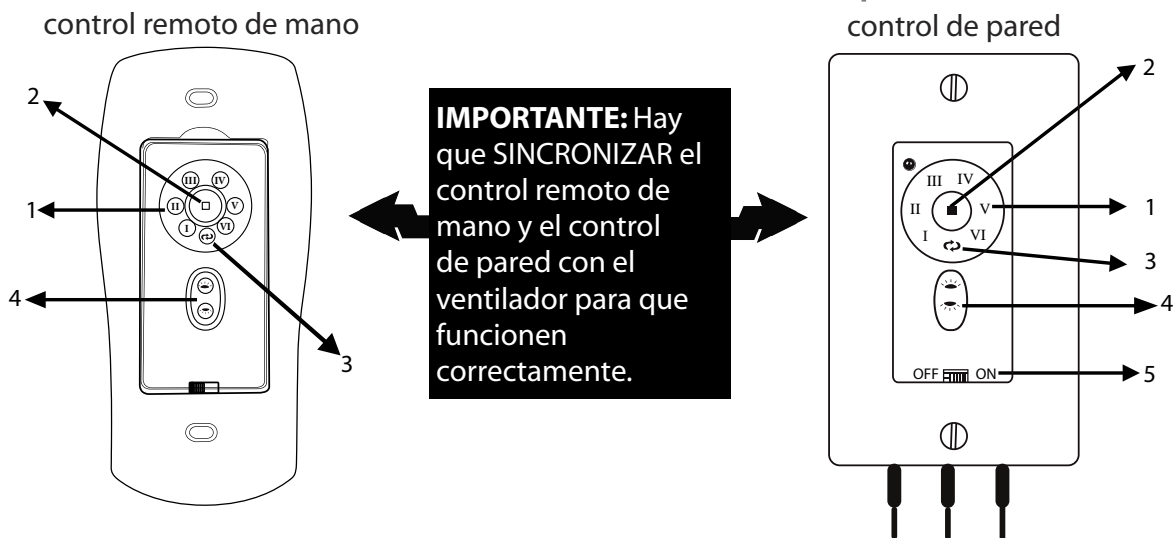 control remoto de mano
2
III IV
II V
1
I VI
4
3
IMPORTANTE: Hay
que SINCRONIZAR el
control remoto de
mano y el control
de pared con el
ventilador para que
funcionen
correctamente.
control de pared
2
III IV
II V
1
I VI
3
4
OFF ON
5